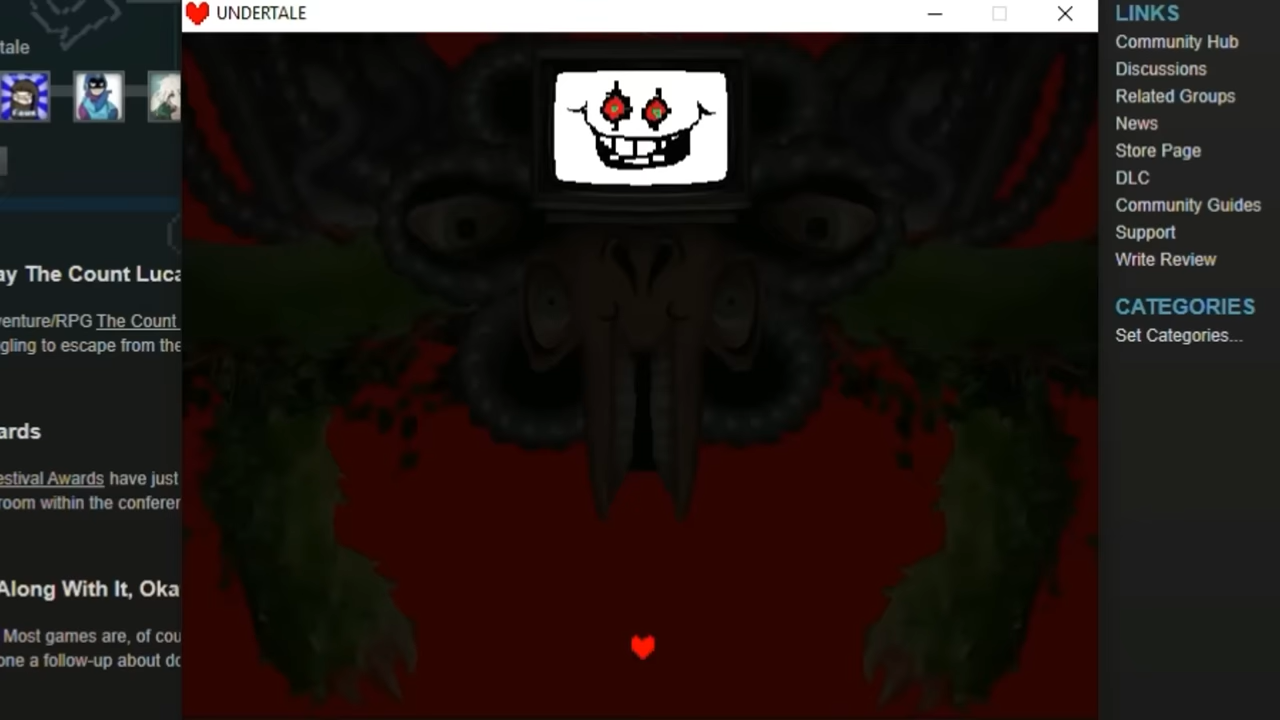 UNDERTALE
tale
ay The Count Luca
venture/RPG The Count
gling to escape from the
ards
estival Awards have just
room within the conferen
Along With It, Oka
Most games are, of cou
one a follow-up about do
LINKS
Community Hub
Discussions
Related Groups
News
Store Page
DLC
Community Guides
Support
Write Review
CATEGORIES
Set Categories...